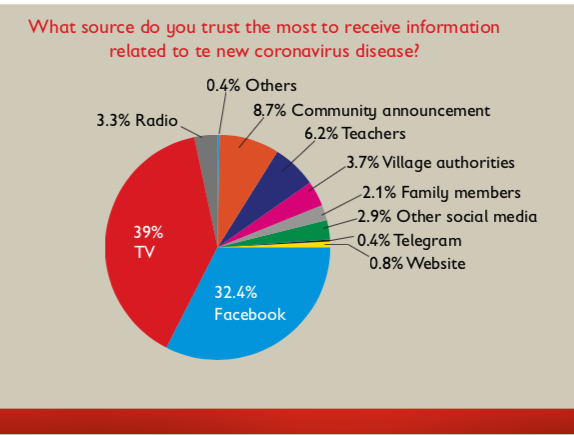 What source do you trust the most to receive information
related to te new coronavirus disease?
0.4% Others
8.7% Community announcement
3.3% Radio
6.2% Teachers
3.7% Village authorities
2.1% Family members
2.9% Other social media
0.4% Telegram
0.8% Website
39%
TV
32.4%
Facebook